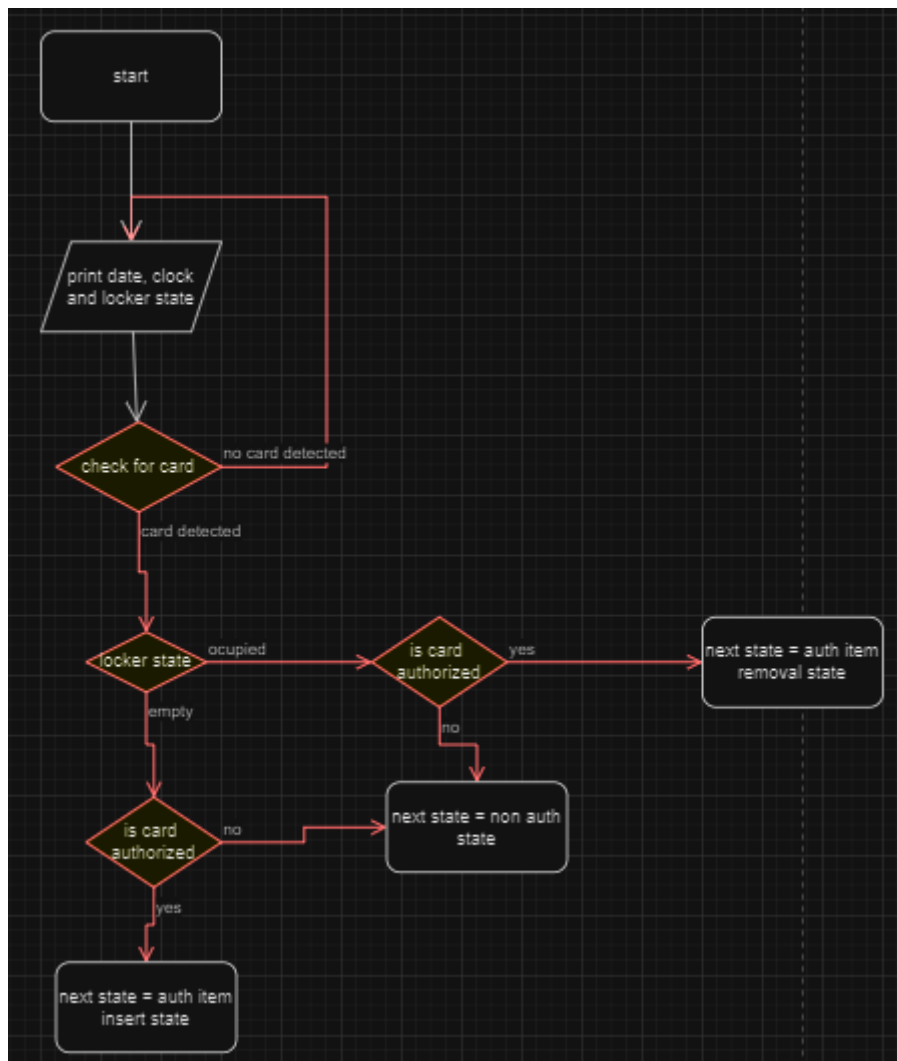 start
print date, clock
and locker state
check for card
no card detected
card detected
locker state
ocupied
is card
authorized
yes
next state = auth item
removal state
empty
no
next state = non auth
state
is card
authorized
no
yes
next state = auth item
insert state